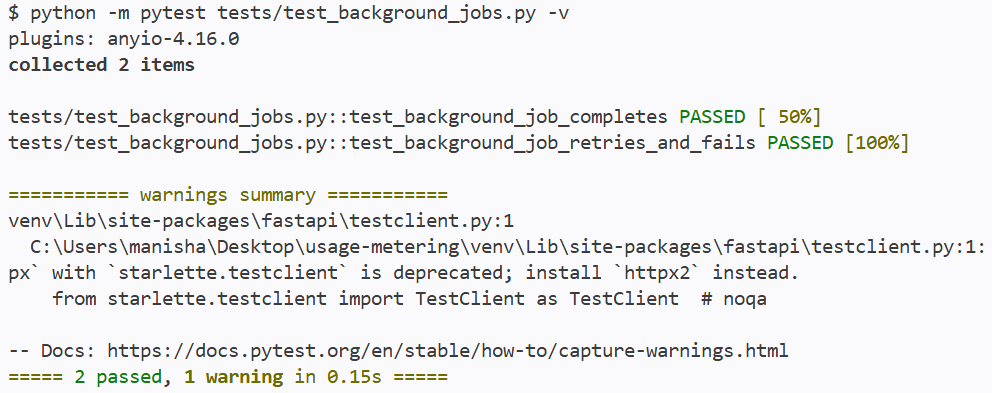 $ python -m pytest tests/test_background_jobs.py -v
plugins: anyio-4.16.0
collected 2 items
tests/test_background_jobs.py::test_background_job_completes PASSED [ 50%]
tests/test_background_jobs.py::test_background_job_retries_and_fails PASSED [100%]
=========== warnings summary ===========
venv\Lib\site-packages\fastapi\testclient.py:1
  C:\Users\manisha\Desktop\usage-metering\venv\Lib\site-packages\fastapi\testclient.py:1:
px` with `starlette.testclient` is deprecated; install `httpx2` instead.
    from starlette.testclient import TestClient as TestClient  # noqa
-- Docs: https://docs.pytest.org/en/stable/how-to/capture-warnings.html
===== 2 passed, 1 warning in 0.15s =====